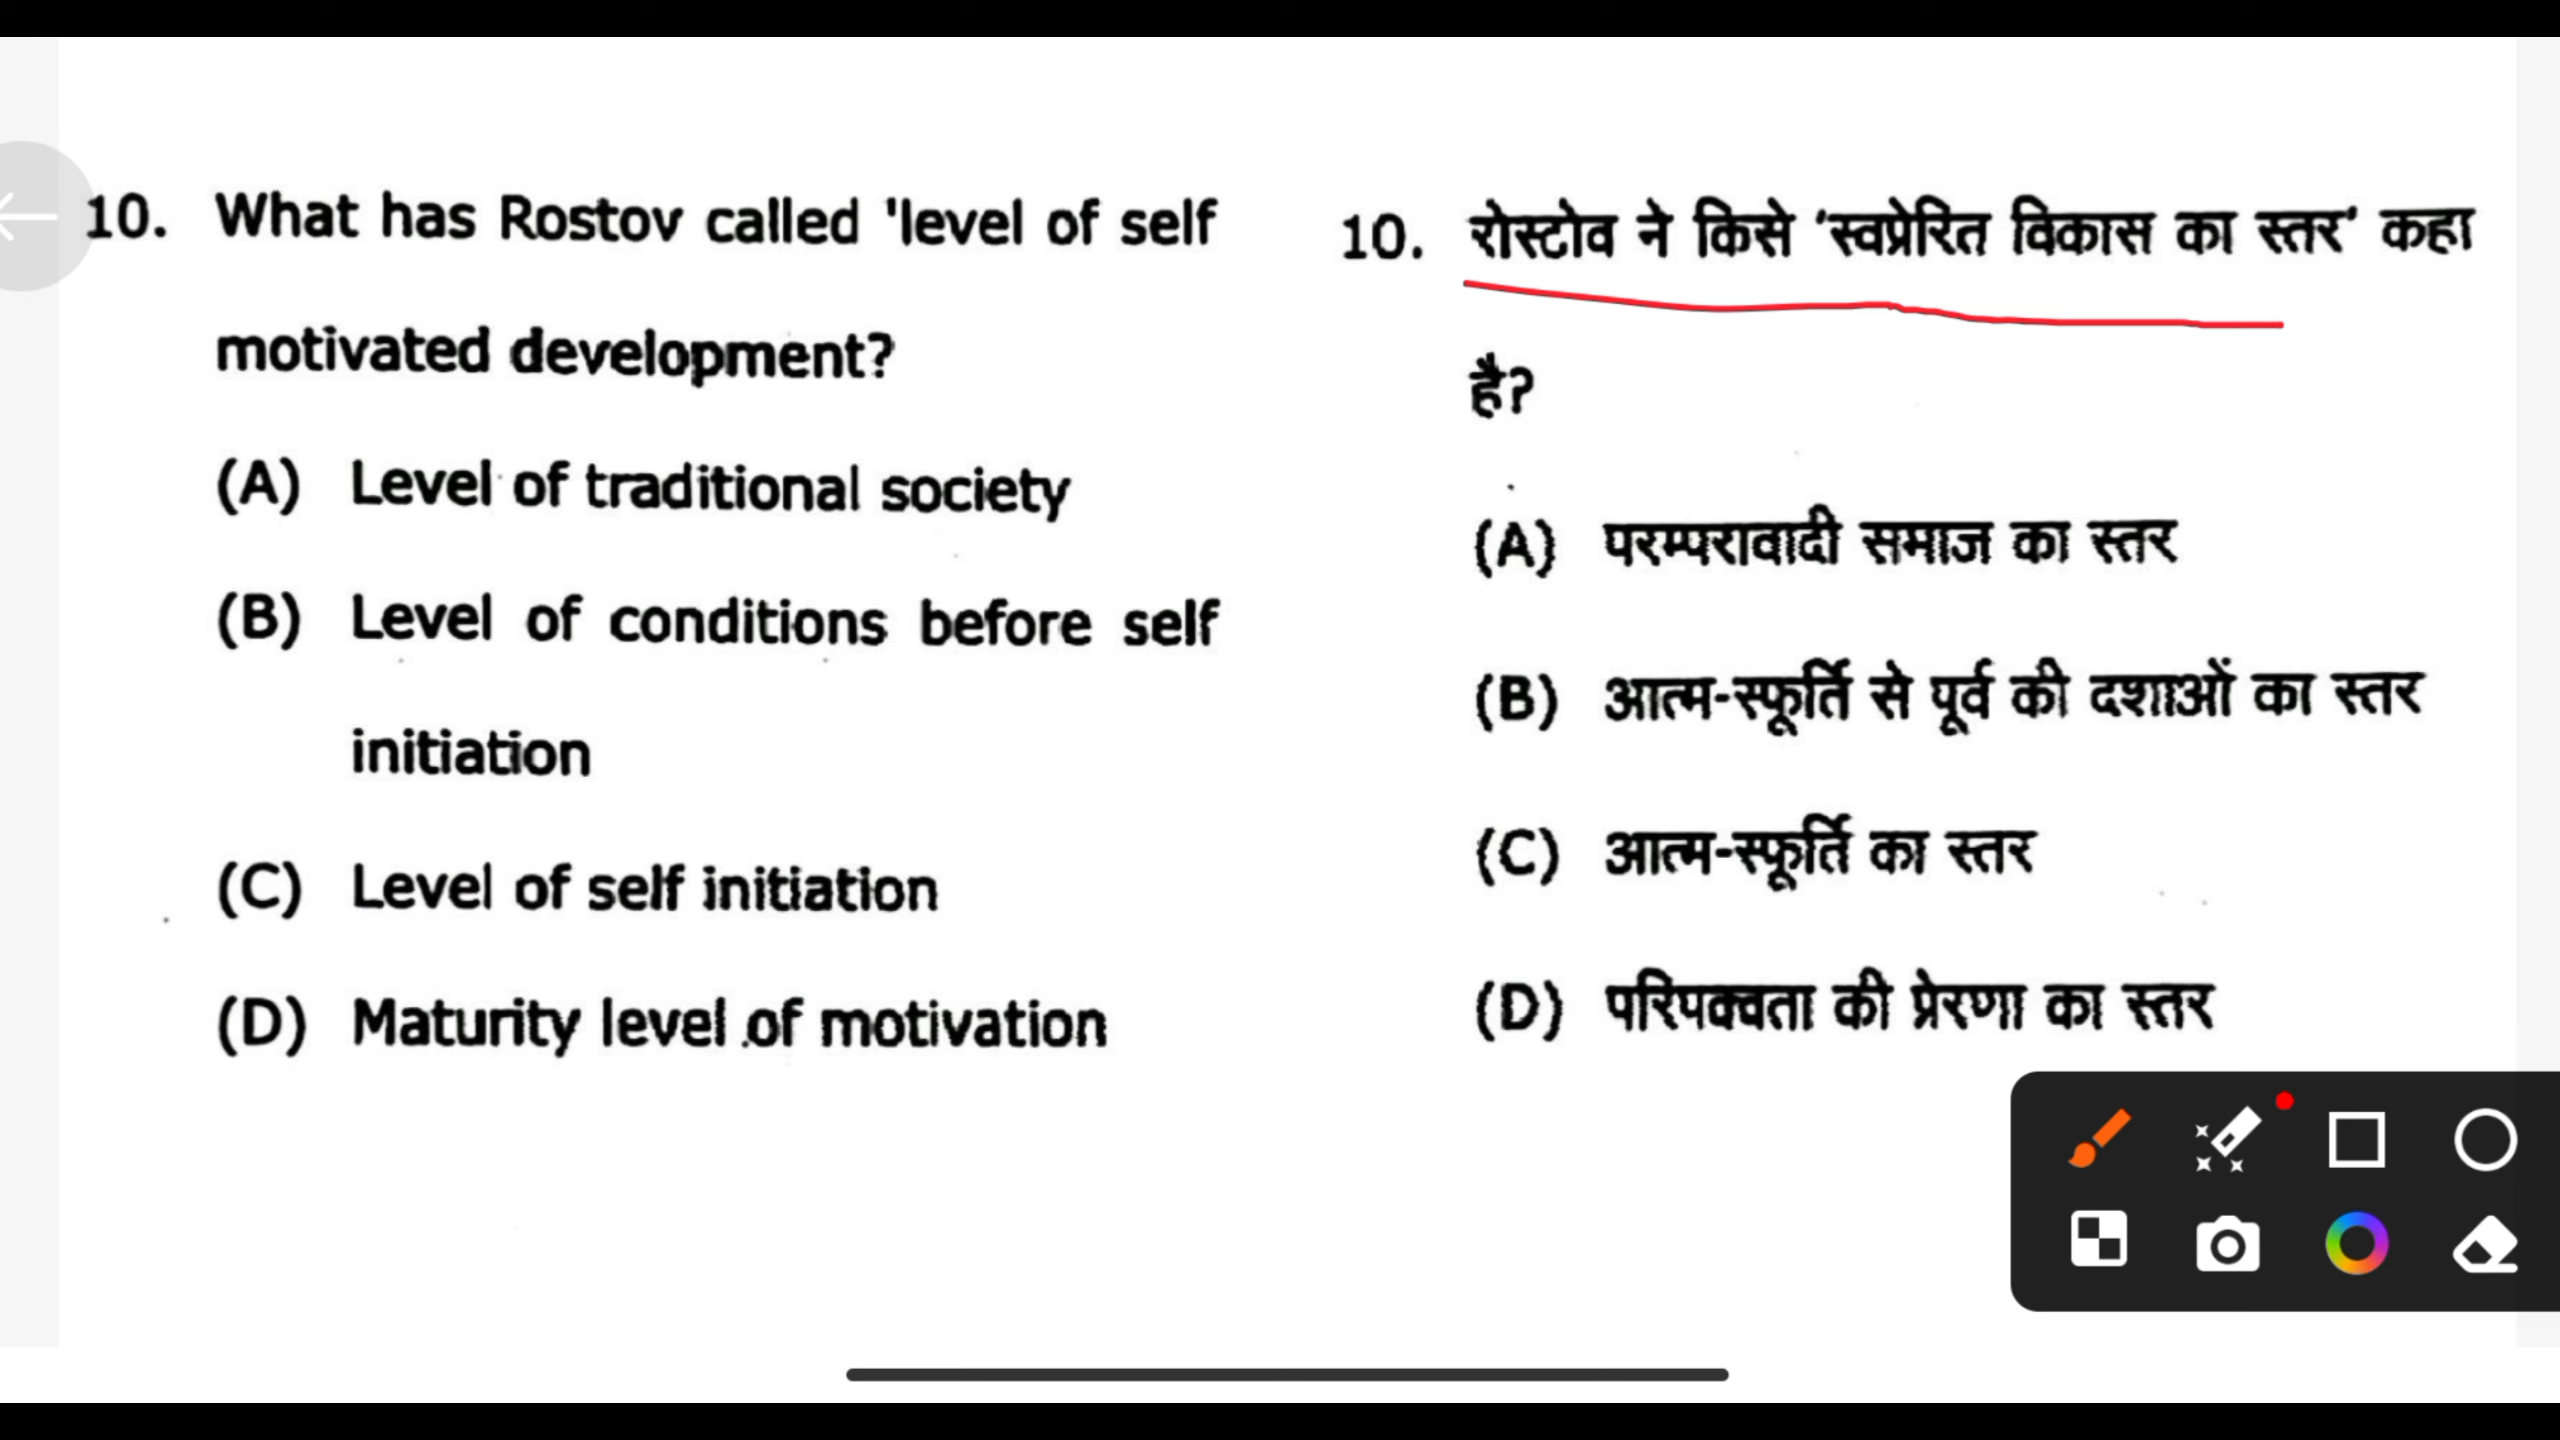 10. What has Rostov called 'level of self
motivated development?
(A) Level of traditional society
(B) Level of conditions before self
initiation
(C) Level of self initiation
(D) Maturity level of motivation
10. रोस्टोव ने किसे 'स्वप्रेरित विकास का स्तर' कहा
है?
(A) परम्परावादी समाज का स्तर
(B) आत्म-स्फूर्ति से पूर्व की दशाओं का स्तर
(C) आत्म-स्फूर्ति का स्तर
(D) परिपक्वता की प्रेरणा का स्तर